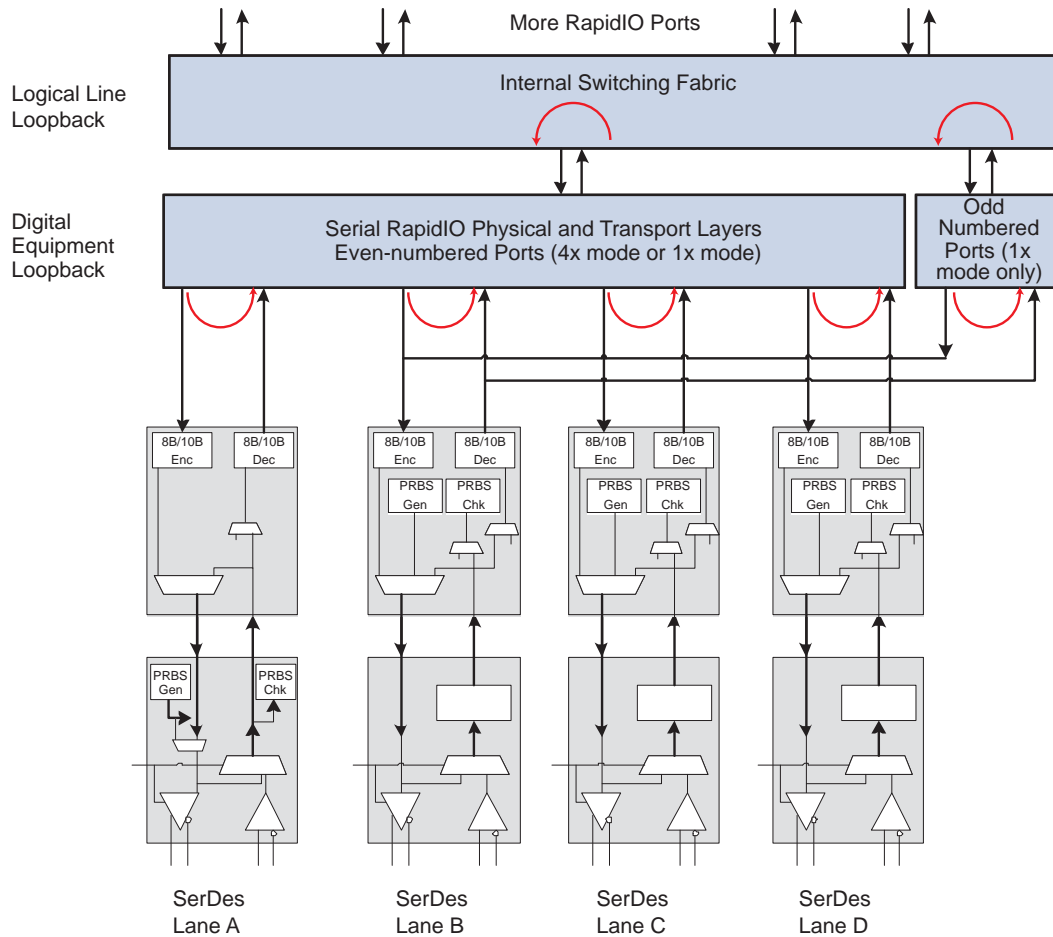 More RapidIO Ports
Internal Switching Fabric
Logical Line
Loopback
Digital
Equipment
Loopback
Serial RapidIO Physical and Transport Layers
Even-numbered Ports (4x mode or 1x mode)
Odd
Numbered
Ports (1x
mode only)
8B/10B
Enc
8B/10B
Dec
8B/10B
Enc
8B/10B
Dec
PRBS
Gen
PRBS
Chk
8B/10B
Enc
8B/10B
Dec
PRBS
Gen
PRBS
Chk
8B/10B
Enc
8B/10B
Dec
PRBS
Gen
PRBS
Chk
PRBS
Gen
PRBS
Chk
SerDes
Lane A
SerDes
Lane B
SerDes
Lane C
SerDes
Lane D